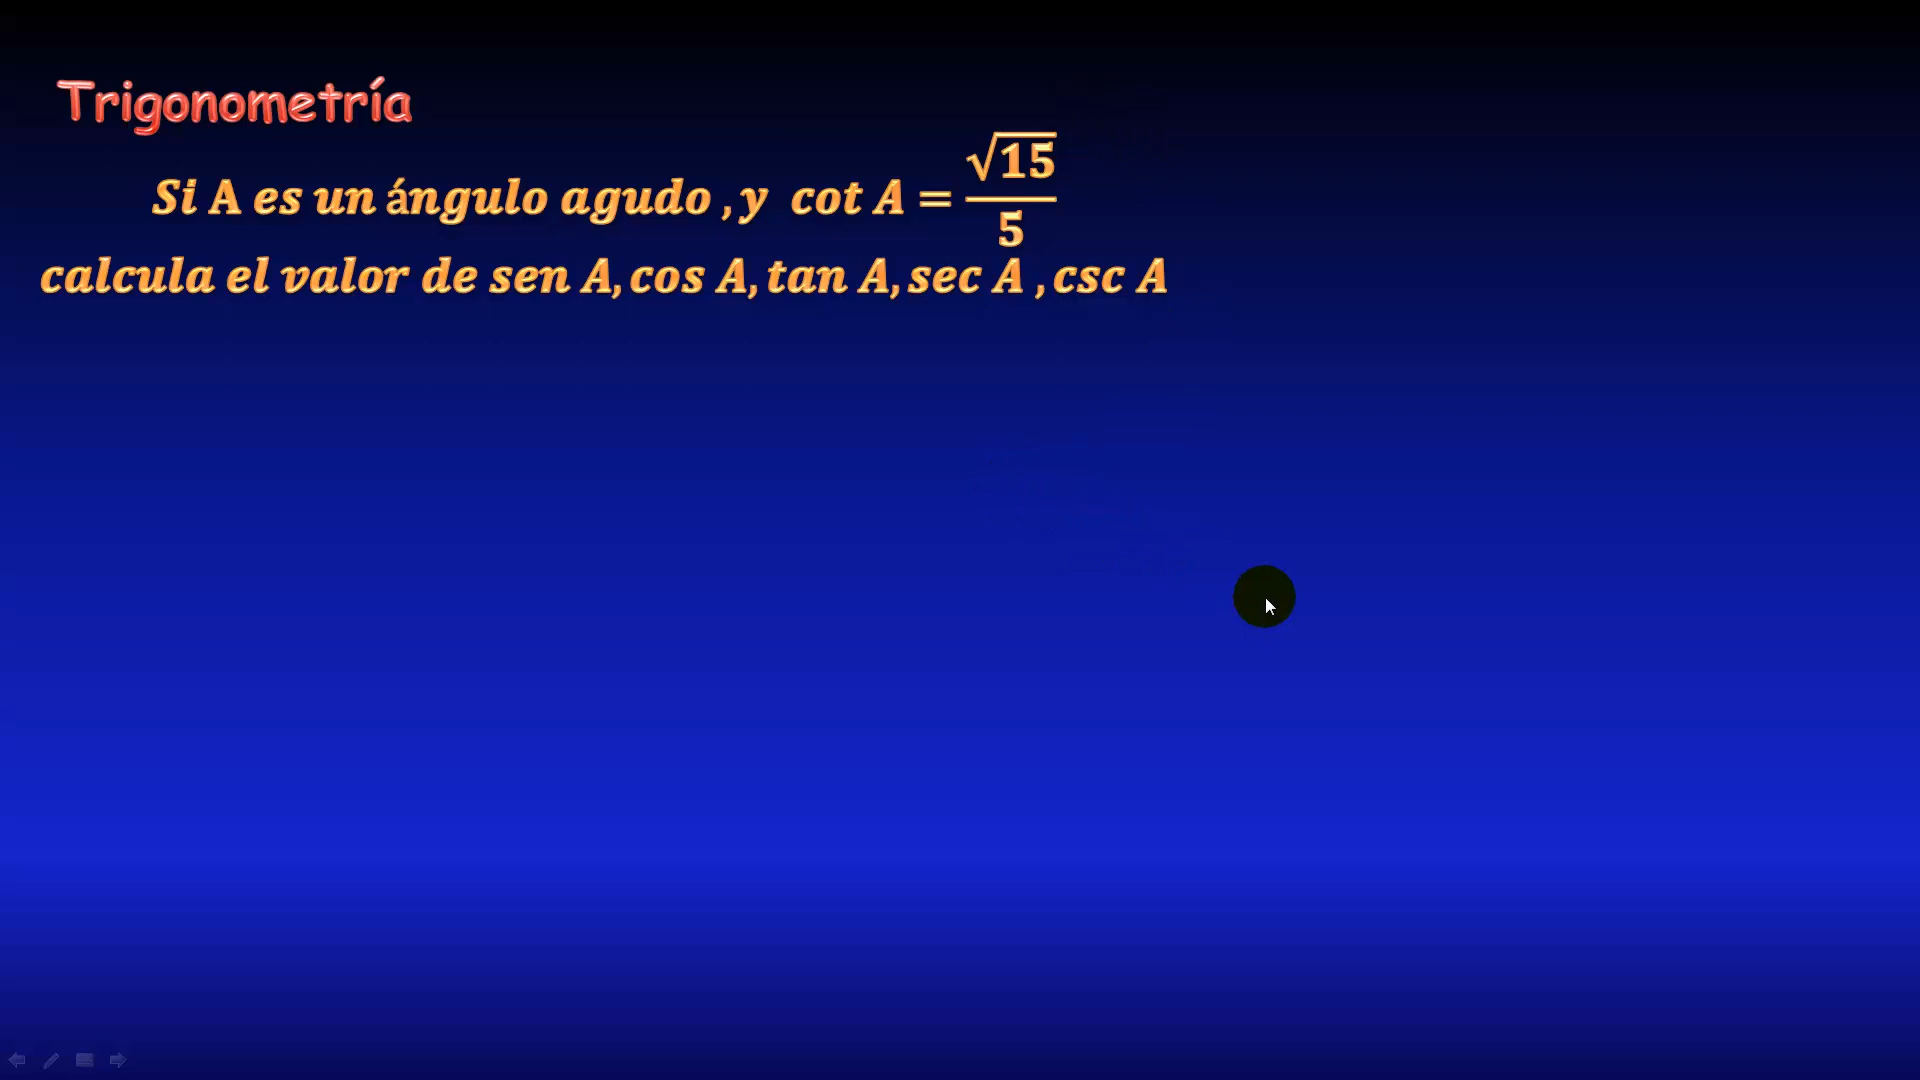 Trigonometría
Si A es un ángulo agudo , y cot A = √15/5
calcula el valor de sen A, cos A, tan A, sec A , csc A